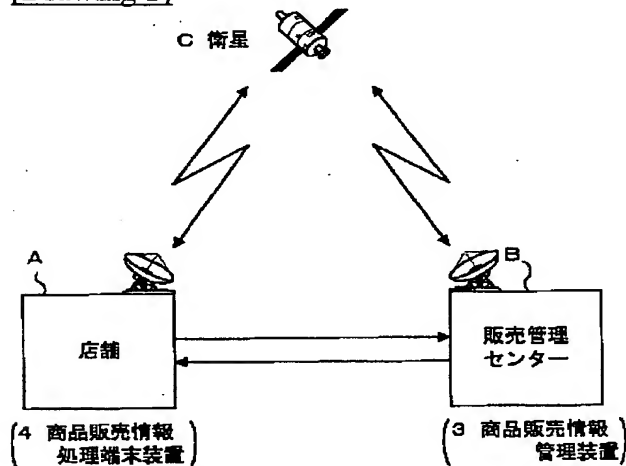 C 衛星
A
B
店舗
販売管理
センター
(4 商品販売情報
処理端末装置)
(3 商品販売情報
管理装置)